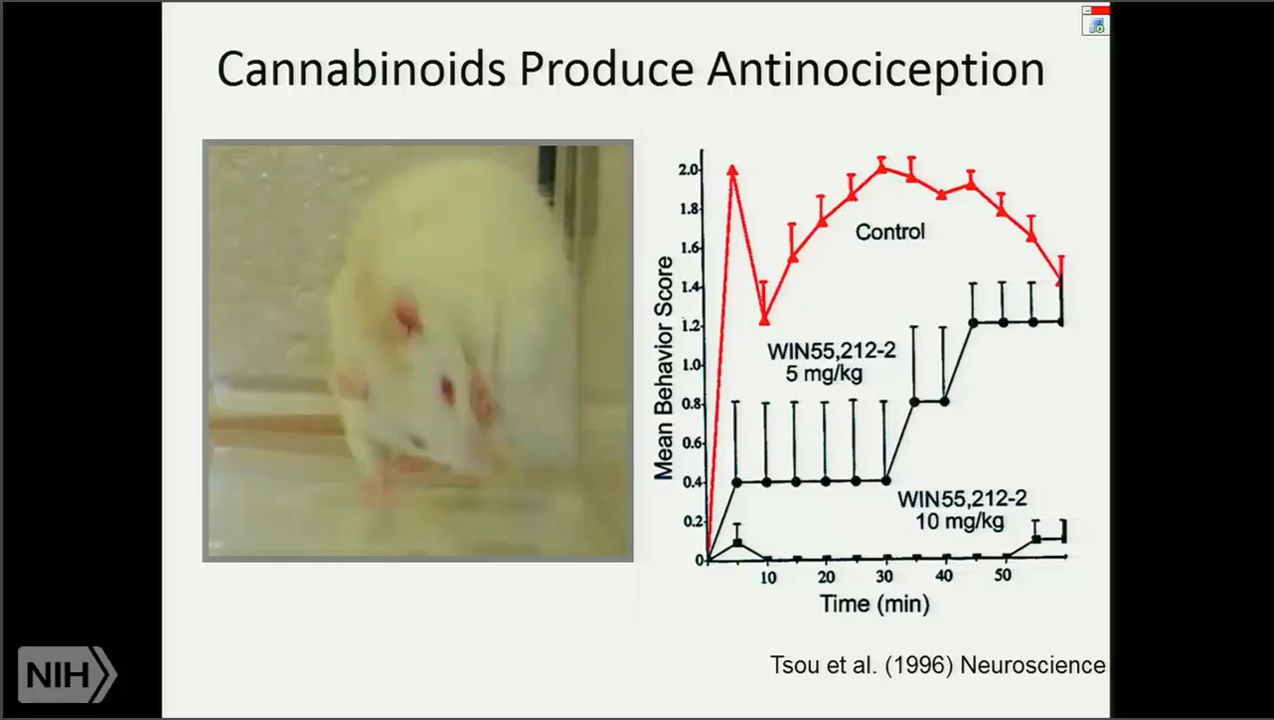 Cannabinoids Produce Antinociception
2.0
1.8
1.6
1.4
1.2
1.0
0.8
0.6
0.4
0.2
0
Mean Behavior Score
Control
WIN55,212-2
5 mg/kg
WIN55,212-2
10 mg/kg
10 20 30 40 50
Time (min)
Tsou et al. (1996) Neuroscience
NIH